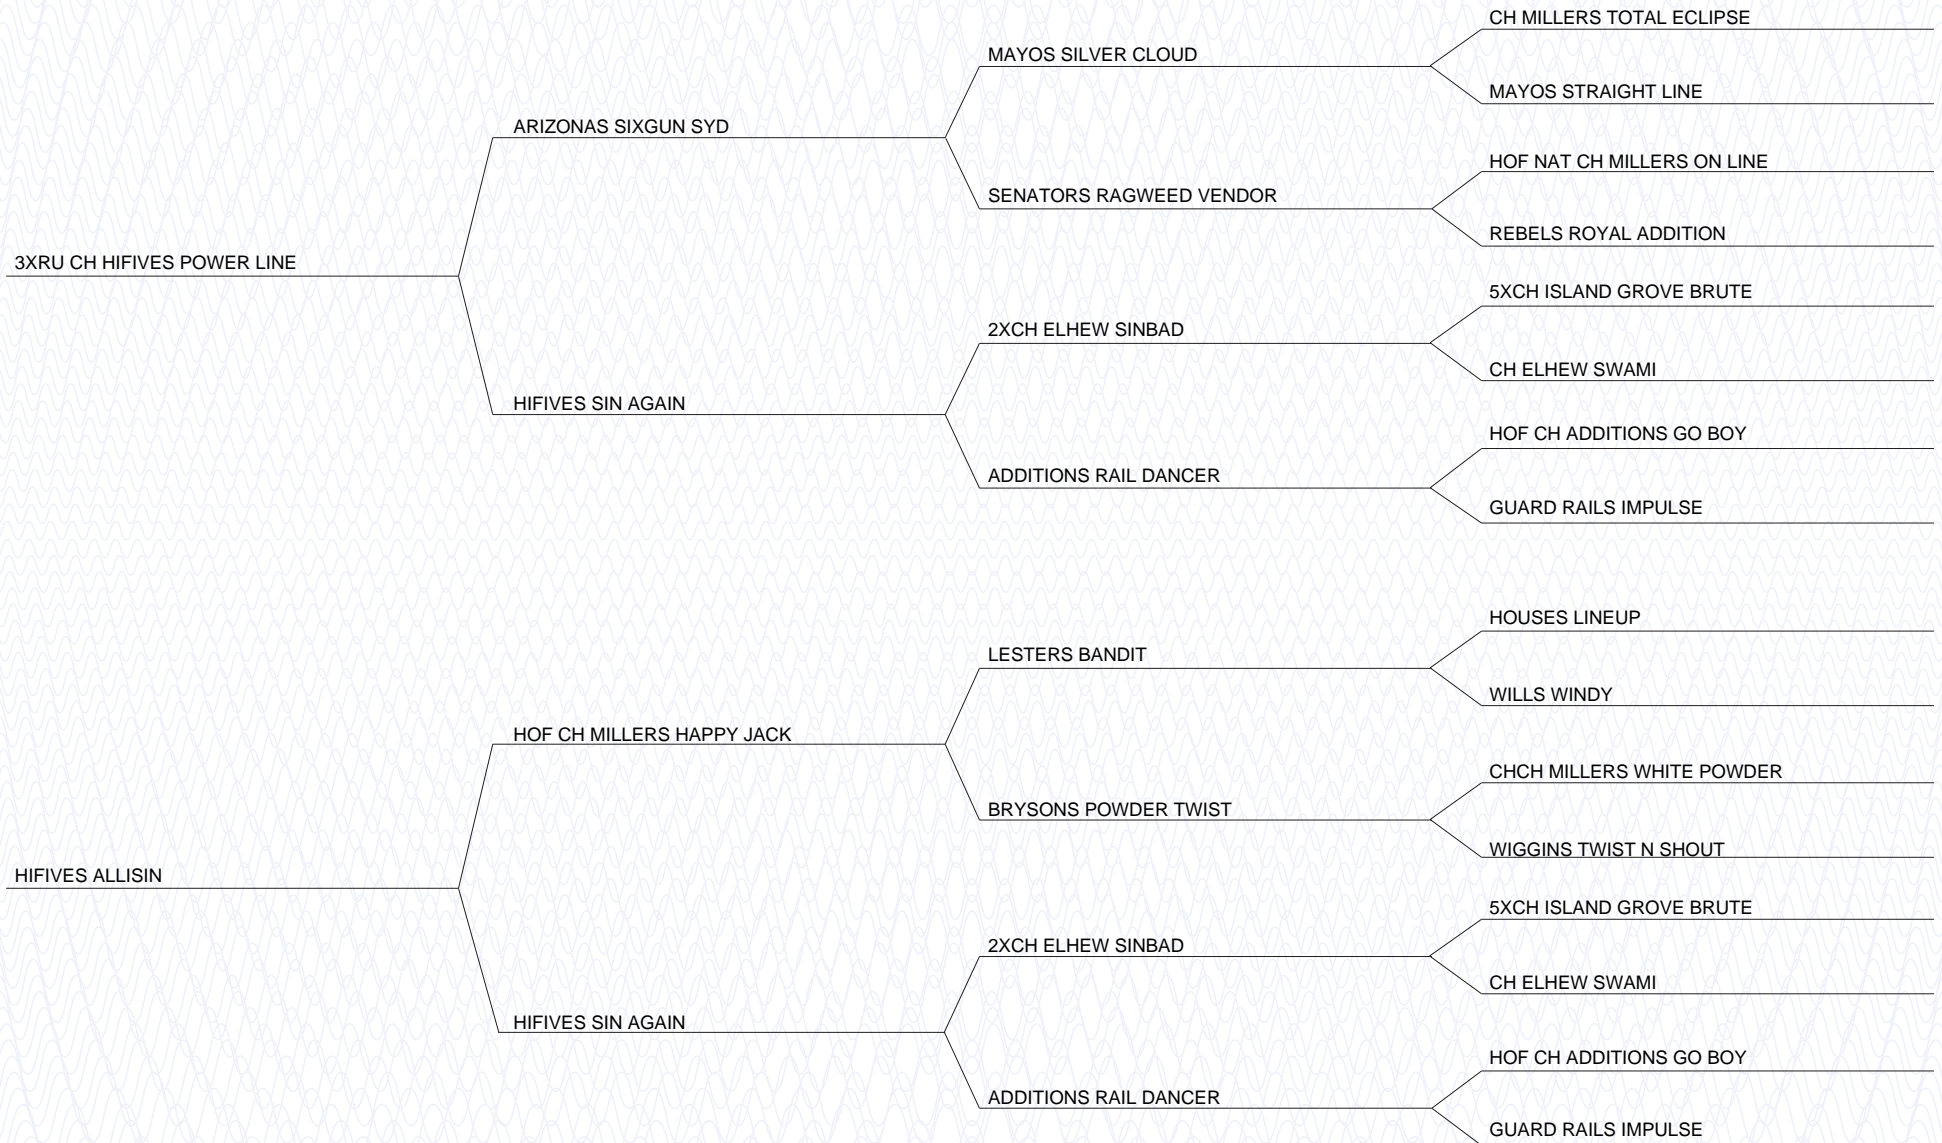 CH MILLERS TOTAL ECLIPSE
MAYOS SILVER CLOUD
MAYOS STRAIGHT LINE
ARIZONAS SIXGUN SYD
HOF NAT CH MILLERS ON LINE
SENATORS RAGWEED VENDOR
REBELS ROYAL ADDITION
3XRU CH HIFIVES POWER LINE
5XCH ISLAND GROVE BRUTE
2XCH ELHEW SINBAD
CH ELHEW SWAMI
HIFIVES SIN AGAIN
HOF CH ADDITIONS GO BOY
ADDITIONS RAIL DANCER
GUARD RAILS IMPULSE
HOUSES LINEUP
LESTERS BANDIT
WILLS WINDY
HOF CH MILLERS HAPPY JACK
CHCH MILLERS WHITE POWDER
BRYSONS POWDER TWIST
WIGGINS TWIST N SHOUT
HIFIVES ALLISIN
5XCH ISLAND GROVE BRUTE
2XCH ELHEW SINBAD
CH ELHEW SWAMI
HIFIVES SIN AGAIN
HOF CH ADDITIONS GO BOY
ADDITIONS RAIL DANCER
GUARD RAILS IMPULSE